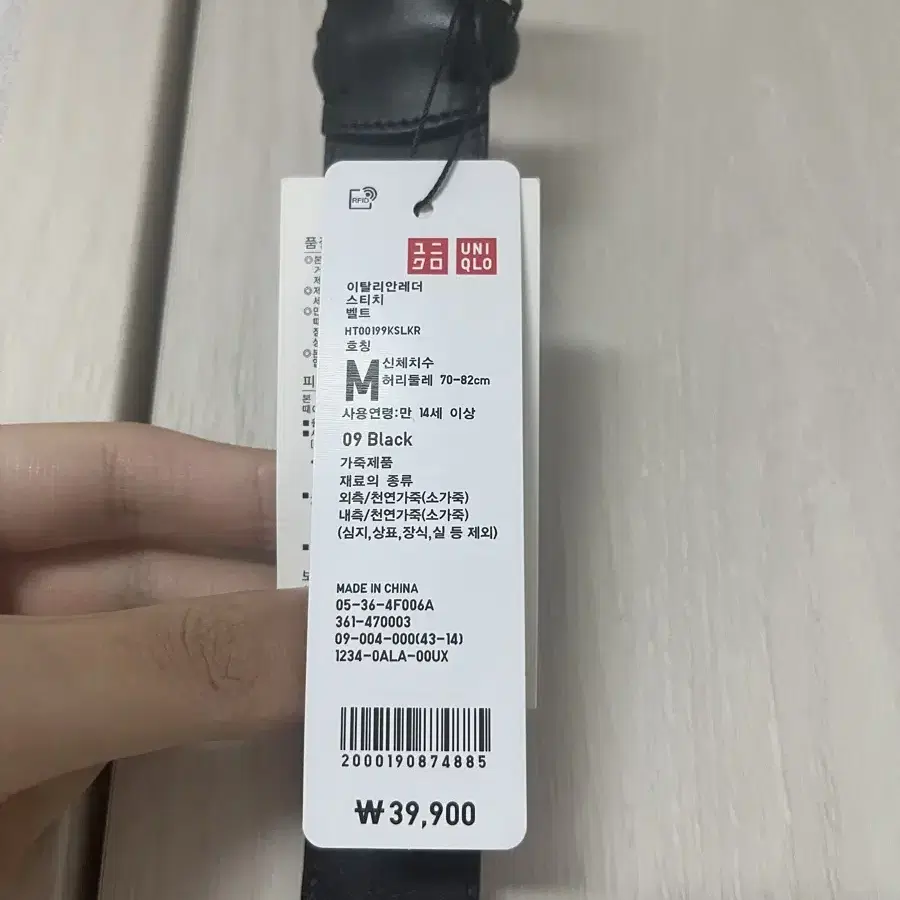 RFID
ユニ
クロ
UNI
QLO
이탈리안레더
스티치
벨트
HT00199KSLKR
호칭
M
신체치수
허리둘레 70-82cm
사용연령:만 14세 이상
09 Black
가죽제품
재료의 종류
외측/천연가죽(소가죽)
내측/천연가죽(소가죽)
(심지,상표,장식,실 등 제외)
MADE IN CHINA
05-36-4F006A
361-470003
09-004-000(43-14)
1234-0ALA-00UX
2000190874885
₩39,900